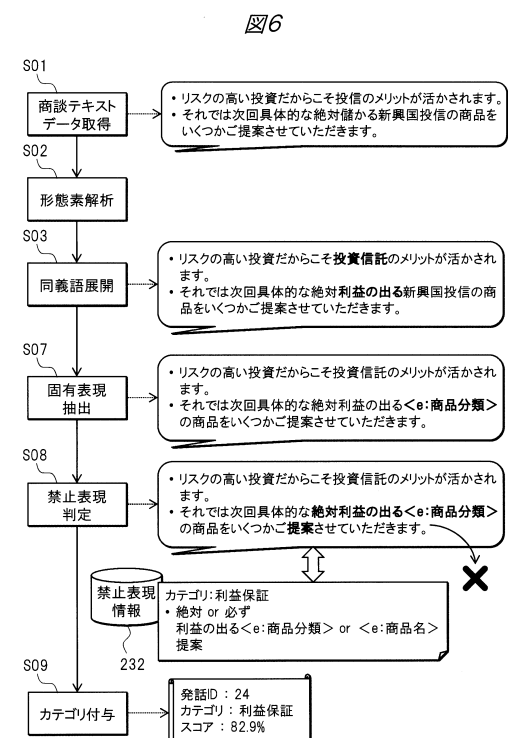 図6
S01
商談テキスト
データ取得
・リスクの高い投資だからこそ投信のメリットが活かされます。
・それでは次回具体的な絶対儲かる新興国投信の商品を
いくつかご提案させていただきます。
S02
形態素解析
S03
同義語展開
・リスクの高い投資だからこそ投資信託のメリットが活かされ
ます。
・それでは次回具体的な絶対利益の出る新興国投信の商
品をいくつかご提案させていただきます。
S07
固有表現
抽出
・リスクの高い投資だからこそ投資信託のメリットが活かされ
ます。
・それでは次回具体的な絶対利益の出る<e:商品分類>
の商品をいくつかご提案させていただきます。
S08
禁止表現
判定
・リスクの高い投資だからこそ投資信託のメリットが活かされ
ます。
・それでは次回具体的な絶対利益の出る<e:商品分類>
の商品をいくつかご提案させていただきます。
禁止表現
情報
232
カテゴリ:利益保証
・絶対 or 必ず
利益の出る<e:商品分類> or <e:商品名>
提案
S09
カテゴリ付与
発話ID : 24
カテゴリ : 利益保証
スコア : 82.9%